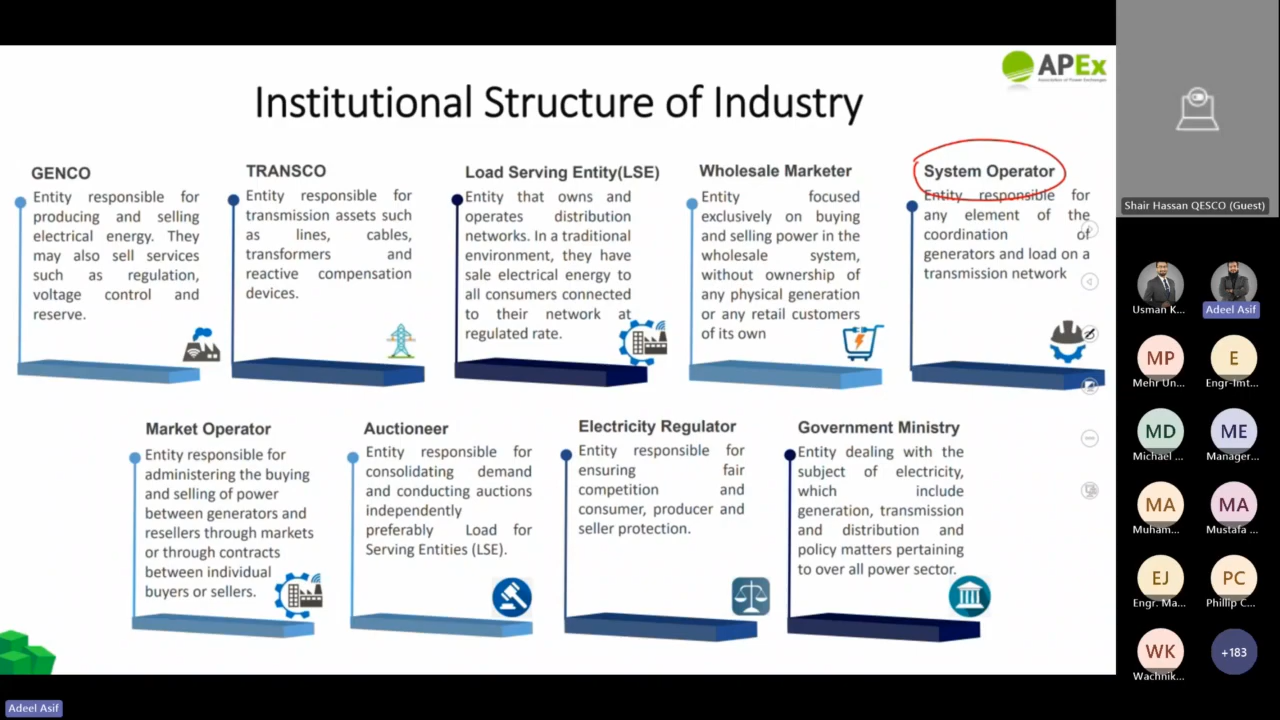 APEx
Association of Power Exchanges
Institutional Structure of Industry
GENCO
Entity responsible for
producing and selling
electrical energy. They
may also sell services
such as regulation,
voltage control and
reserve.
TRANSCO
Entity responsible for
transmission assets such
as lines, cables,
transformers and
reactive compensation
devices.
Load Serving Entity(LSE)
Entity that owns and
operates distribution
networks. In a traditional
environment, they have
sale electrical energy to
all consumers connected
to their network at
regulated rate.
Wholesale Marketer
Entity focused
exclusively on buying
and selling power in the
wholesale system,
without ownership of
any physical generation
or any retail customers
of its own
System Operator
Entity responsible for
any element of the
coordination of
generators and load on a
transmission network
Market Operator
Entity responsible for
administering the buying
and selling of power
between generators and
resellers through markets
or through contracts
between individual
buyers or sellers.
Auctioneer
Entity responsible for
consolidating demand
and conducting auctions
independently
preferably Load for
Serving Entities (LSE).
Electricity Regulator
Entity responsible for
ensuring fair
competition and
consumer, producer and
seller protection.
Government Ministry
Entity dealing with the
subject of electricity,
which include
generation, transmission
and distribution and
policy matters pertaining
to over all power sector.
Shair Hassan QESCO (Guest)
Usman K...
Adeel Asif
MP
Mehr Un...
E
Engr-Imt...
MD
Michael ...
ME
Manager...
MA
Muham...
MA
Mustafa ...
EJ
Engr. Ma...
PC
Phillip C...
WK
Wachnik...
+183
Adeel Asif